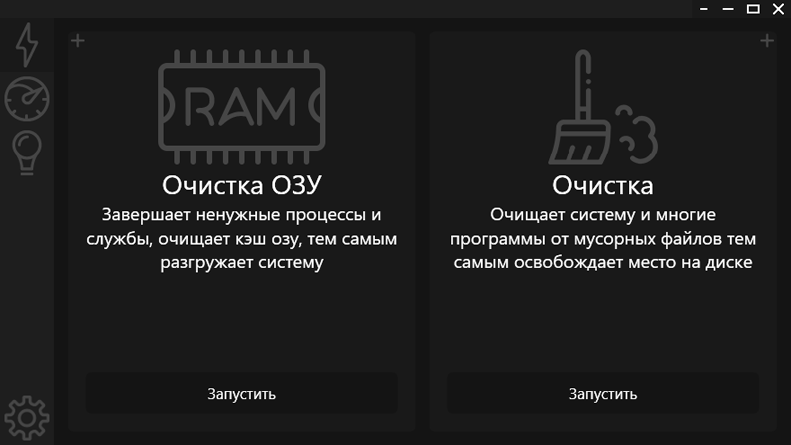 RAM
Очистка ОЗУ
Завершает ненужные процессы и
службы, очищает кэш озу, тем самым
разгружает систему
Запустить
Очистка
Очищает систему и многие
программы от мусорных файлов тем
самым освобождает место на диске
Запустить